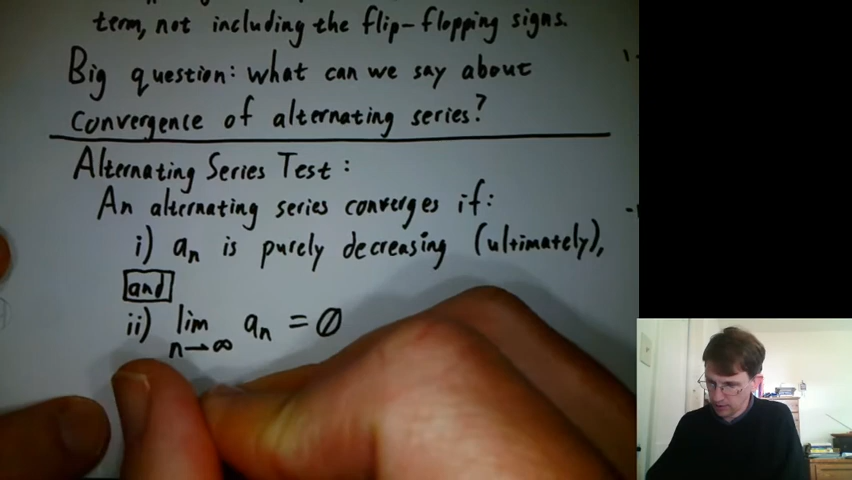 term, not including the flip-flopping signs.
Big question: what can we say about
convergence of alternating series?
Alternating Series Test:
An alternating series converges if:
i) an is purely decreasing (ultimately),
and
ii) lim an = 0
n→∞